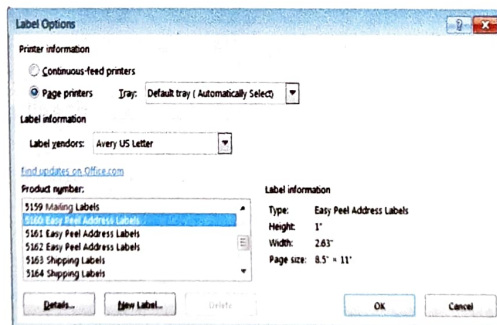 Label Options
Printer information
Continuous-feed printers
Page printers Tray: Default tray ( Automatically Select)
Label information
Label vendors: Avery US Letter
Find updates on Office.com
Product number:
5159 Mailing Labels
5160 Easy Peel Address Labels
5161 Easy Peel Address Labels
5162 Easy Peel Address Labels
5163 Shipping Labels
5164 Shipping Labels
Label information
Type: Easy Peel Address Labels
Height: 1"
Width: 2.63"
Page size: 8.5" × 11"
Details... New Label... Delete OK Cancel